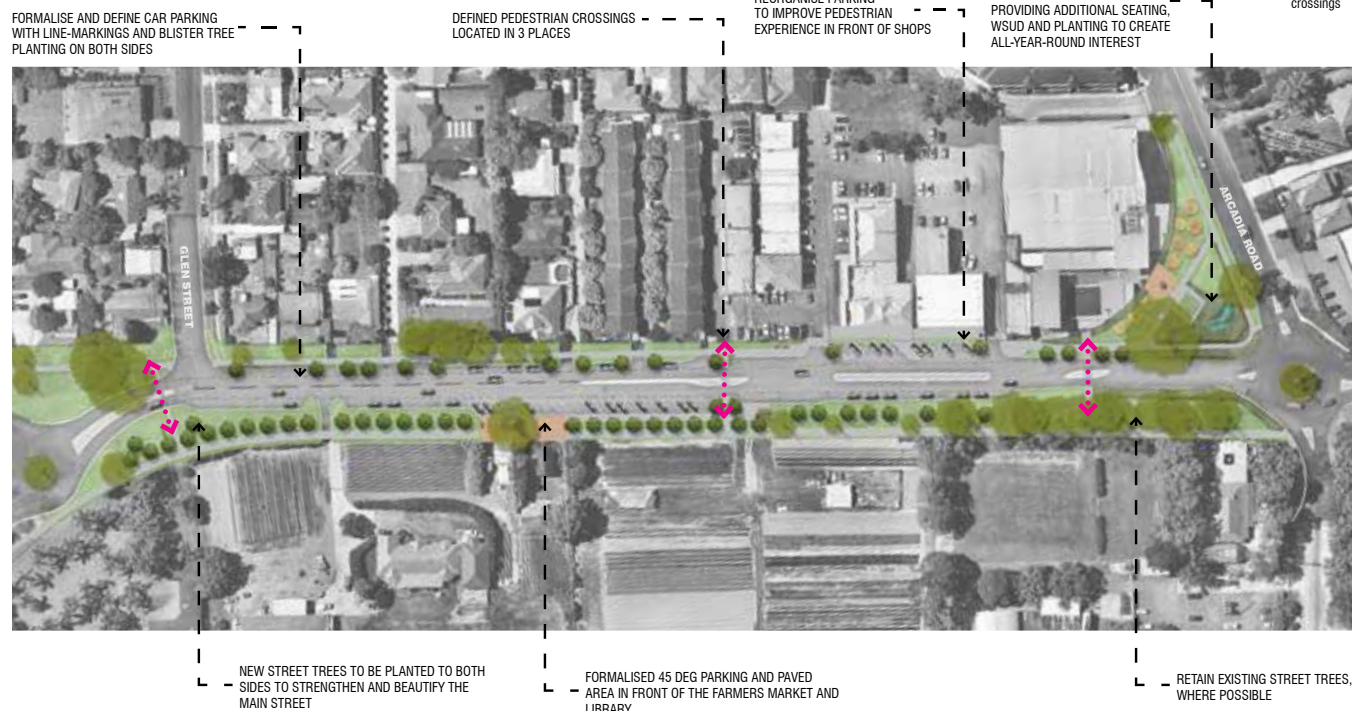 FORMALISE AND DEFINE CAR PARKING
WITH LINE-MARKINGS AND BLISTER TREE
PLANTING ON BOTH SIDES
DEFINED PEDESTRIAN CROSSINGS
LOCATED IN 3 PLACES
REORGANISE PARKING
TO IMPROVE PEDESTRIAN
EXPERIENCE IN FRONT OF SHOPS
PROVIDING ADDITIONAL SEATING,
WSUD AND PLANTING TO CREATE
ALL-YEAR-ROUND INTEREST
crossings
GLEN STREET
ARCADIA ROAD
NEW STREET TREES TO BE PLANTED TO BOTH
SIDES TO STRENGTHEN AND BEAUTIFY THE
MAIN STREET
FORMALISED 45 DEG PARKING AND PAVED
AREA IN FRONT OF THE FARMERS MARKET AND
LIBRARY
RETAIN EXISTING STREET TREES,
WHERE POSSIBLE